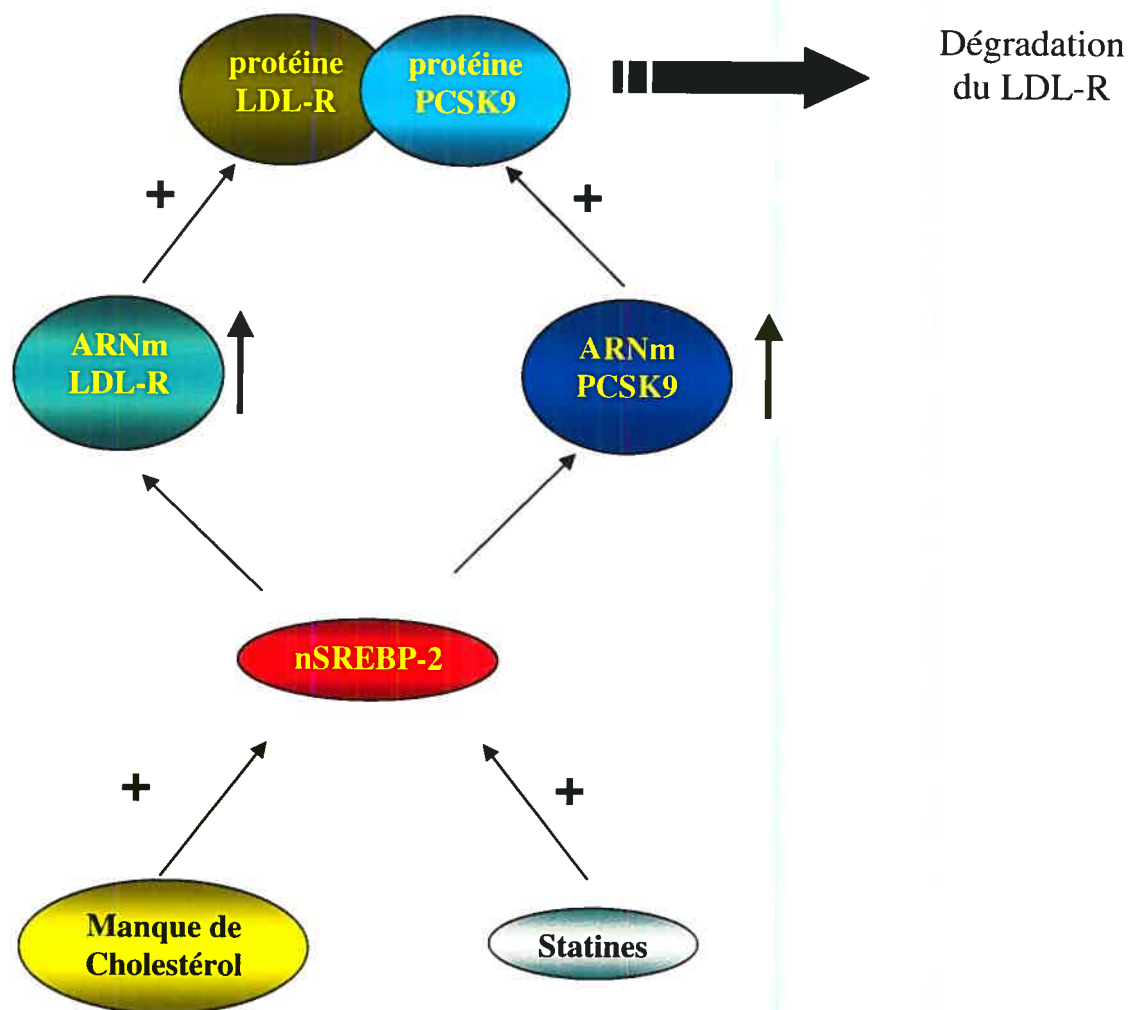 protéine
LDL-R
protéine
PCSK9
Dégradation
du LDL-R
+
+
ARNm
LDL-R
ARNm
PCSK9
nSREBP-2
+
+
Manque de
Cholestérol
Statines